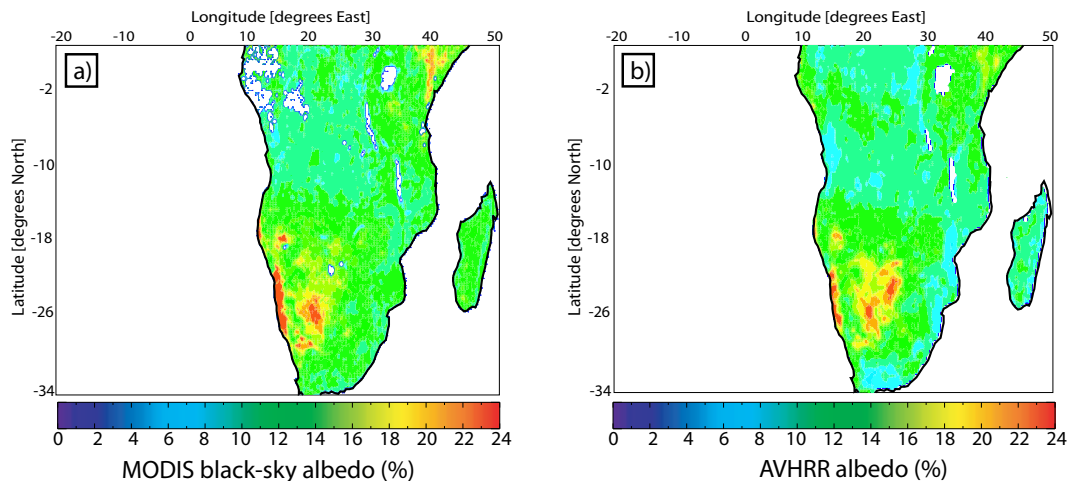 Longitude [degrees East]
-20 -10 0 10 20 30 40 50
a)
Latitude [degrees North]
-2
-10
-18
-26
-34
0 2 4 6 8 10 12 14 16 18 20 22 24
MODIS black-sky albedo (%)
Longitude [degrees East]
-20 -10 0 10 20 30 40 50
b)
Latitude [degrees North]
-2
-10
-18
-26
-34
0 2 4 6 8 10 12 14 16 18 20 22 24
AVHRR albedo (%)